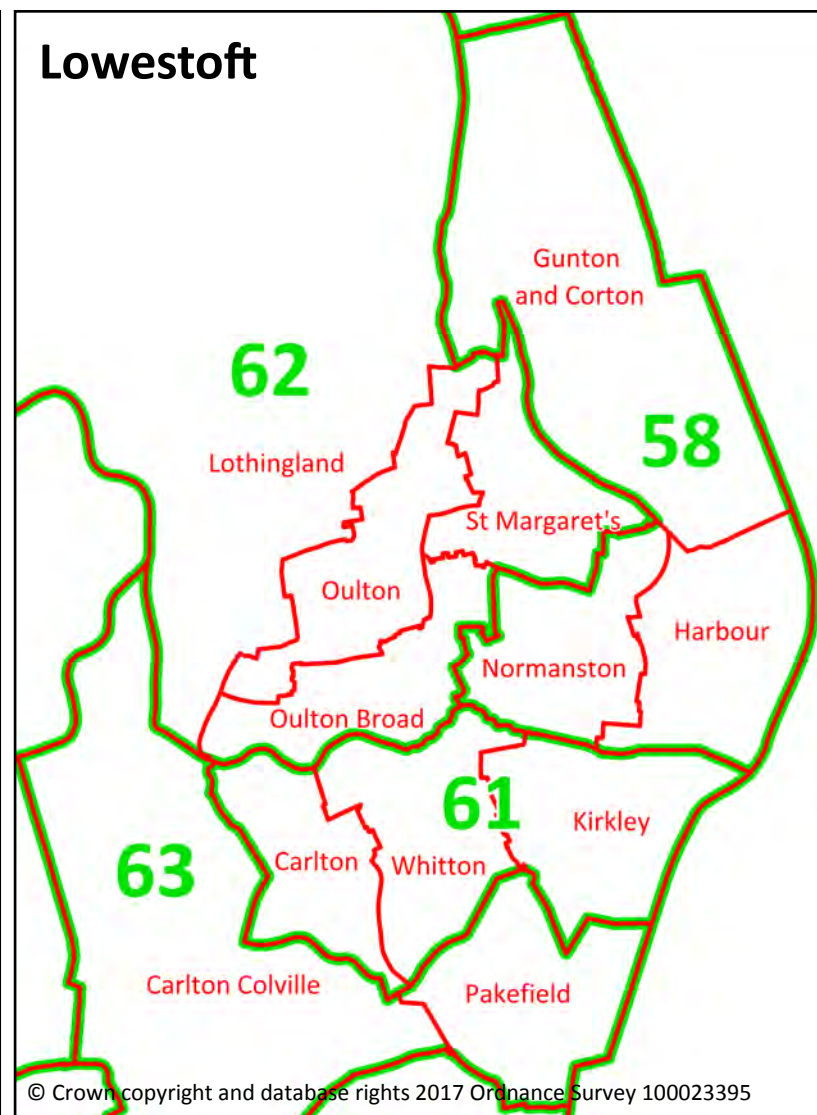 Lowestoft
Gunton
and Corton
62
58
Lothingland
St Margaret's
Oulton
Harbour
Normanston
Oulton Broad
61
Kirkley
63
Carlton
Whitton
Carlton Colville
Pakefield
© Crown copyright and database rights 2017 Ordnance Survey 100023395